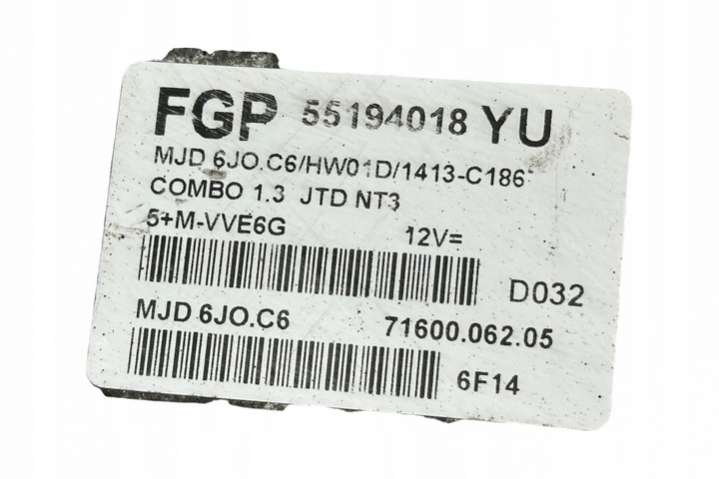 FGP 55194018 YU
MJD 6JO.C6/HW01D/1413-C186
COMBO 1.3 JTD NT3
5+M-VVE6G 12V=
D032
MJD 6JO.C6 71600.062.05
6F14